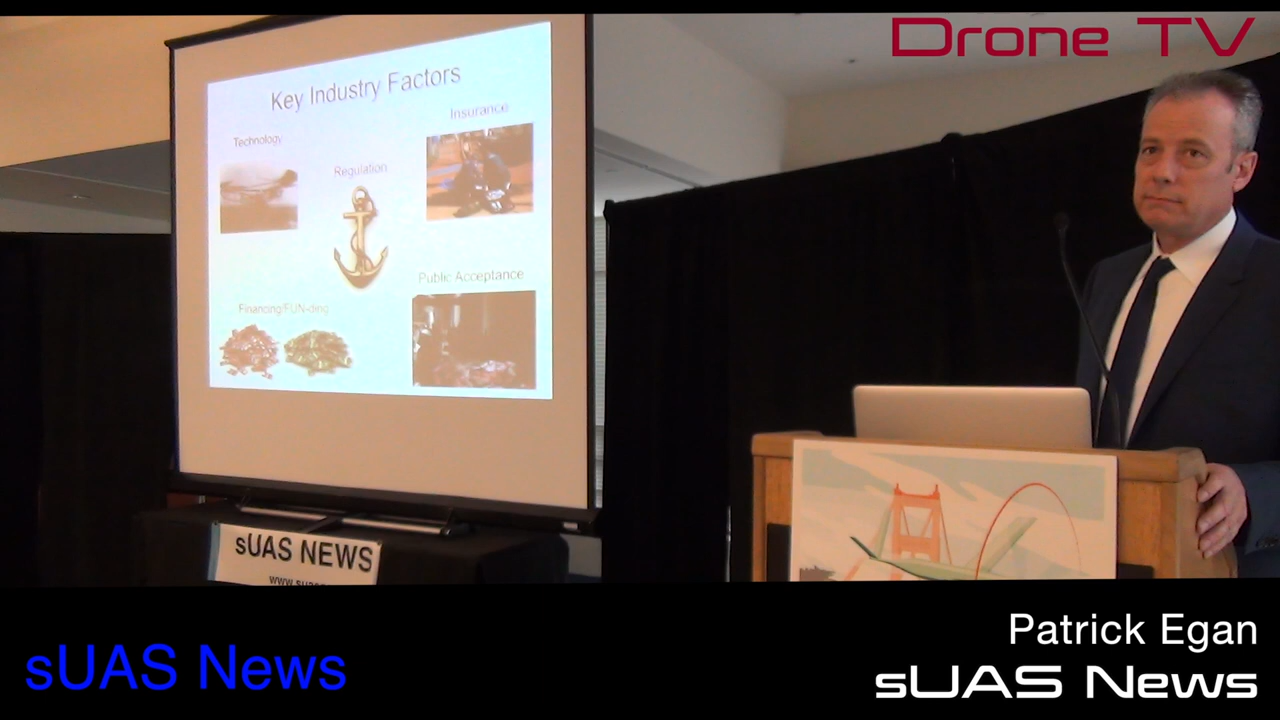 Drone TV
Key Industry Factors
Technology
Insurance
Regulation
Public Acceptance
Financing/FUN-ding
sUAS NEWS
Patrick Egan
sUAS News
sUAS News